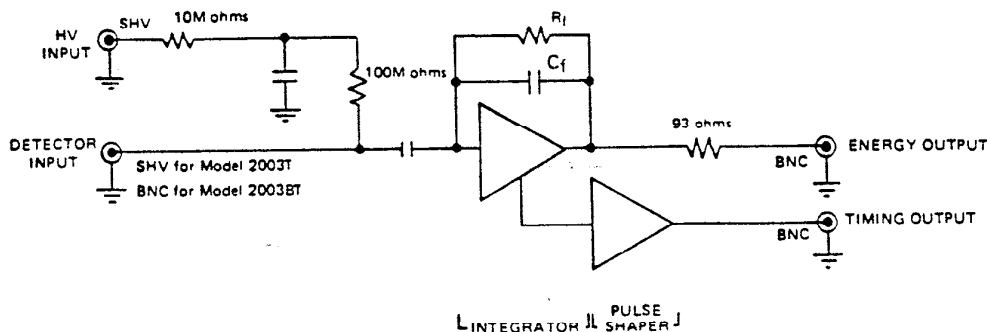 HV
INPUT
SHV
10M ohms
100M ohms
Rf
Cf
DETECTOR
INPUT
SHV for Model 2003T
BNC for Model 2003BT
93 ohms
BNC
ENERGY OUTPUT
BNC
TIMING OUTPUT
INTEGRATOR
PULSE
SHAPER